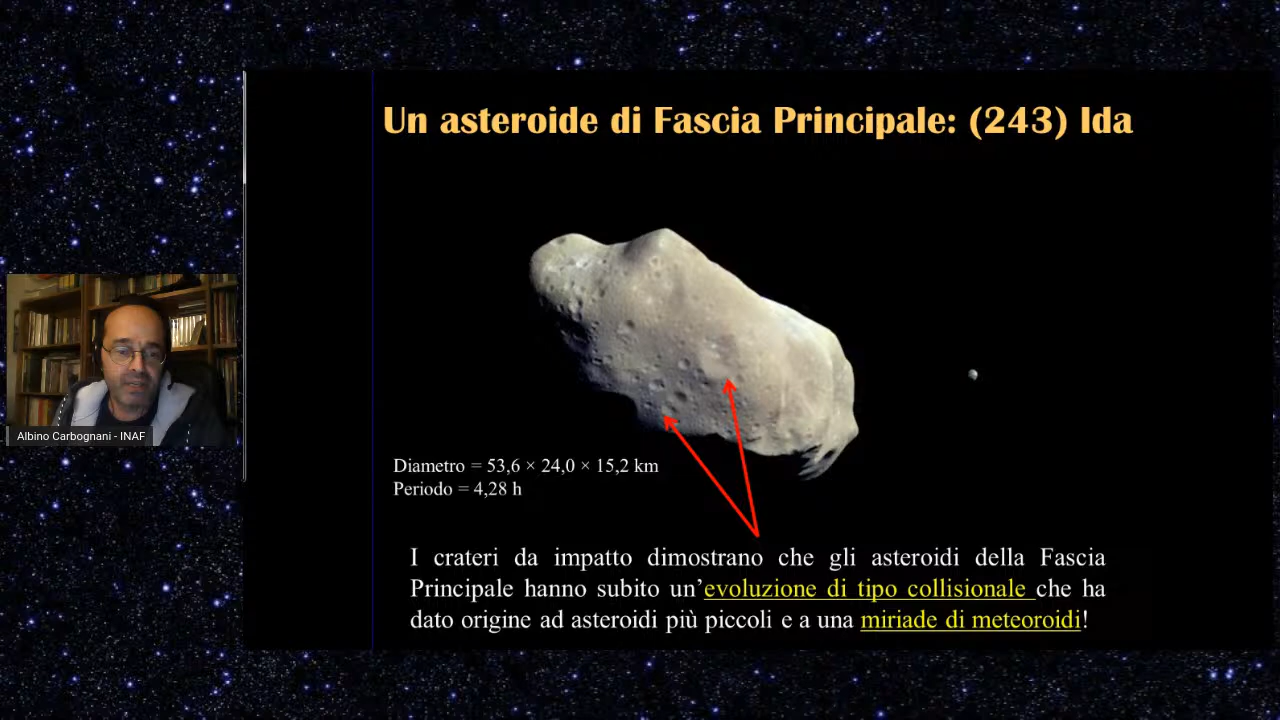 Un asteroide di Fascia Principale: (243) Ida
Albino Carbognani - INAF
Diametro = 53,6 × 24,0 × 15,2 km
Periodo = 4,28 h
I crateri da impatto dimostrano che gli asteroidi della Fascia
Principale hanno subito un’evoluzione di tipo collisionale che ha
dato origine ad asteroidi più piccoli e a una miriade di meteoroidi!